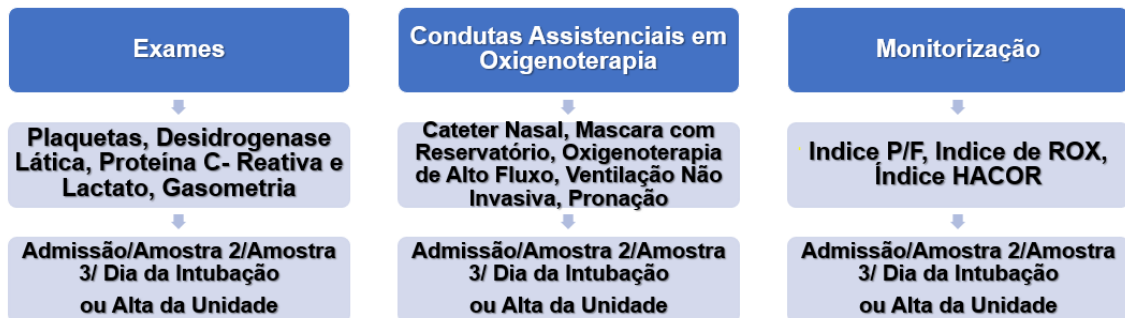 Exames
Plaquetas, Desidrogenase
Lática, Proteína C- Reativa e
Lactato, Gasometria
Admissão/Amostra 2/Amostra
3/ Dia da Intubação
ou Alta da Unidade
Condutas Assistenciais em
Oxigenoterapia
Cateter Nasal, Mascara com
Reservatório, Oxigenoterapia
de Alto Fluxo, Ventilação Não
Invasiva, Pronação
Admissão/Amostra 2/Amostra
3/ Dia da Intubação
ou Alta da Unidade
Monitorização
Indice P/F, Indice de ROX,
Índice HACOR
Admissão/Amostra 2/Amostra
3/ Dia da Intubação
ou Alta da Unidade